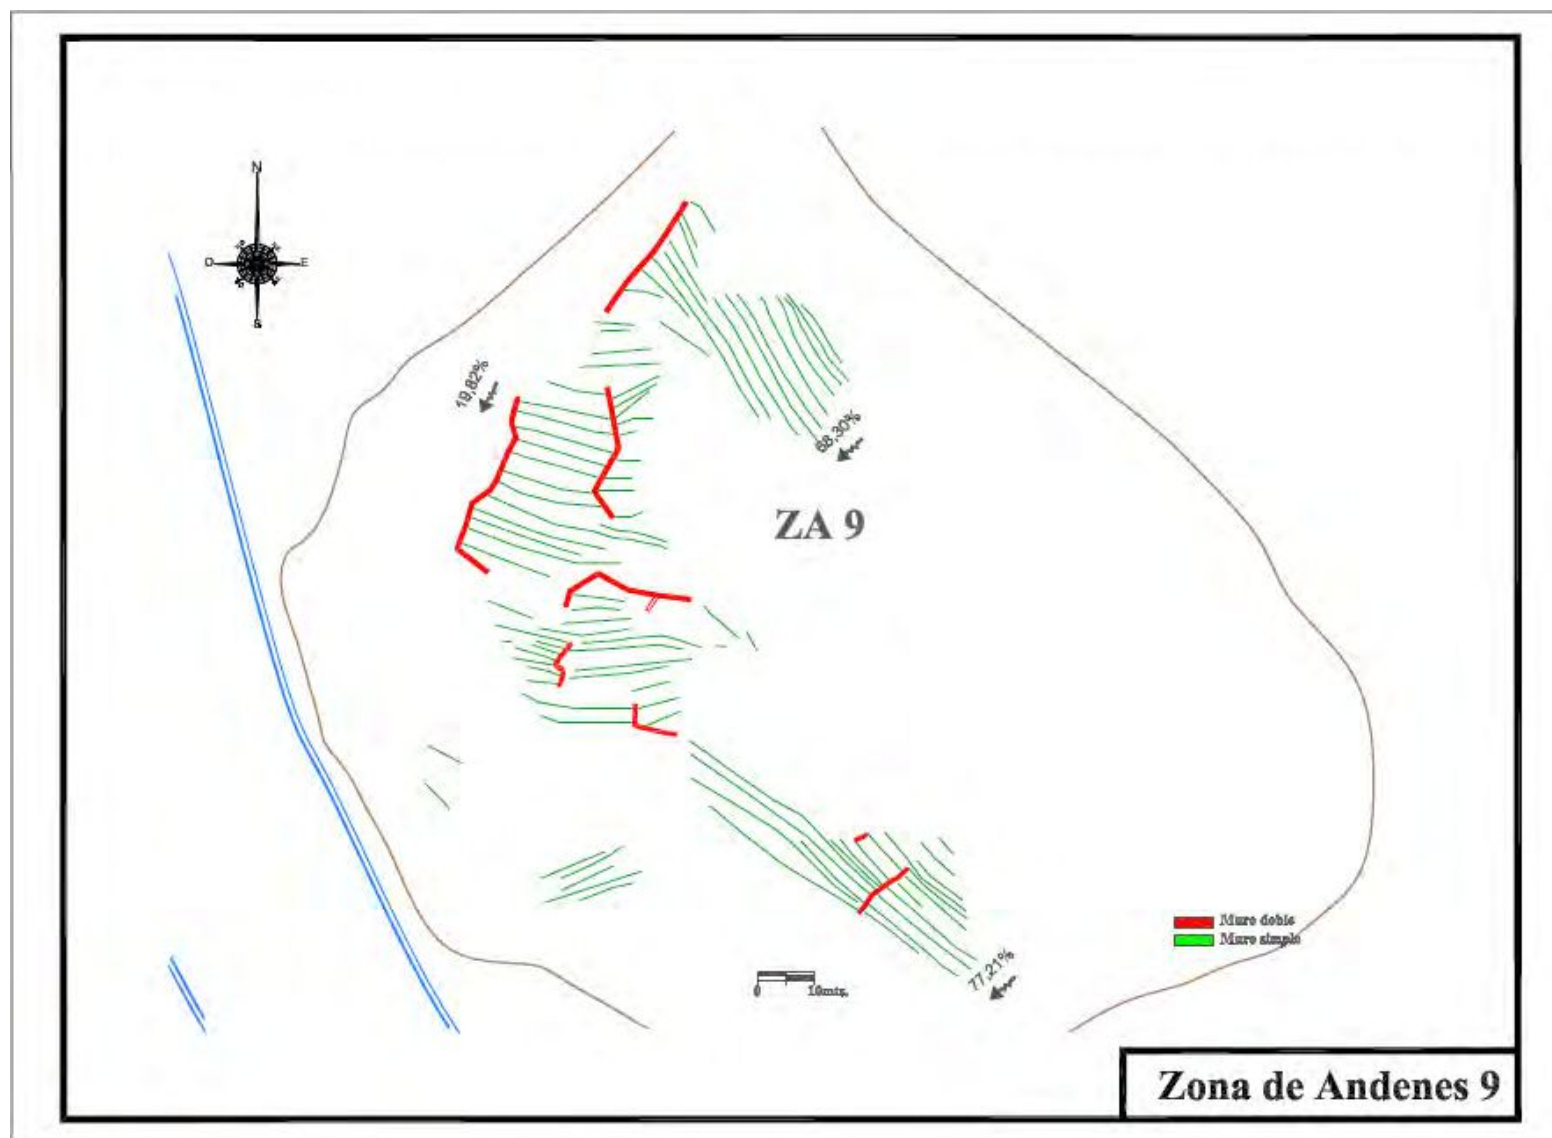 N
O
E
S
19,82%
68,30%
ZA 9
Muro doble
Muro simple
77,21%
0
10mts.
Zona de Andenes 9